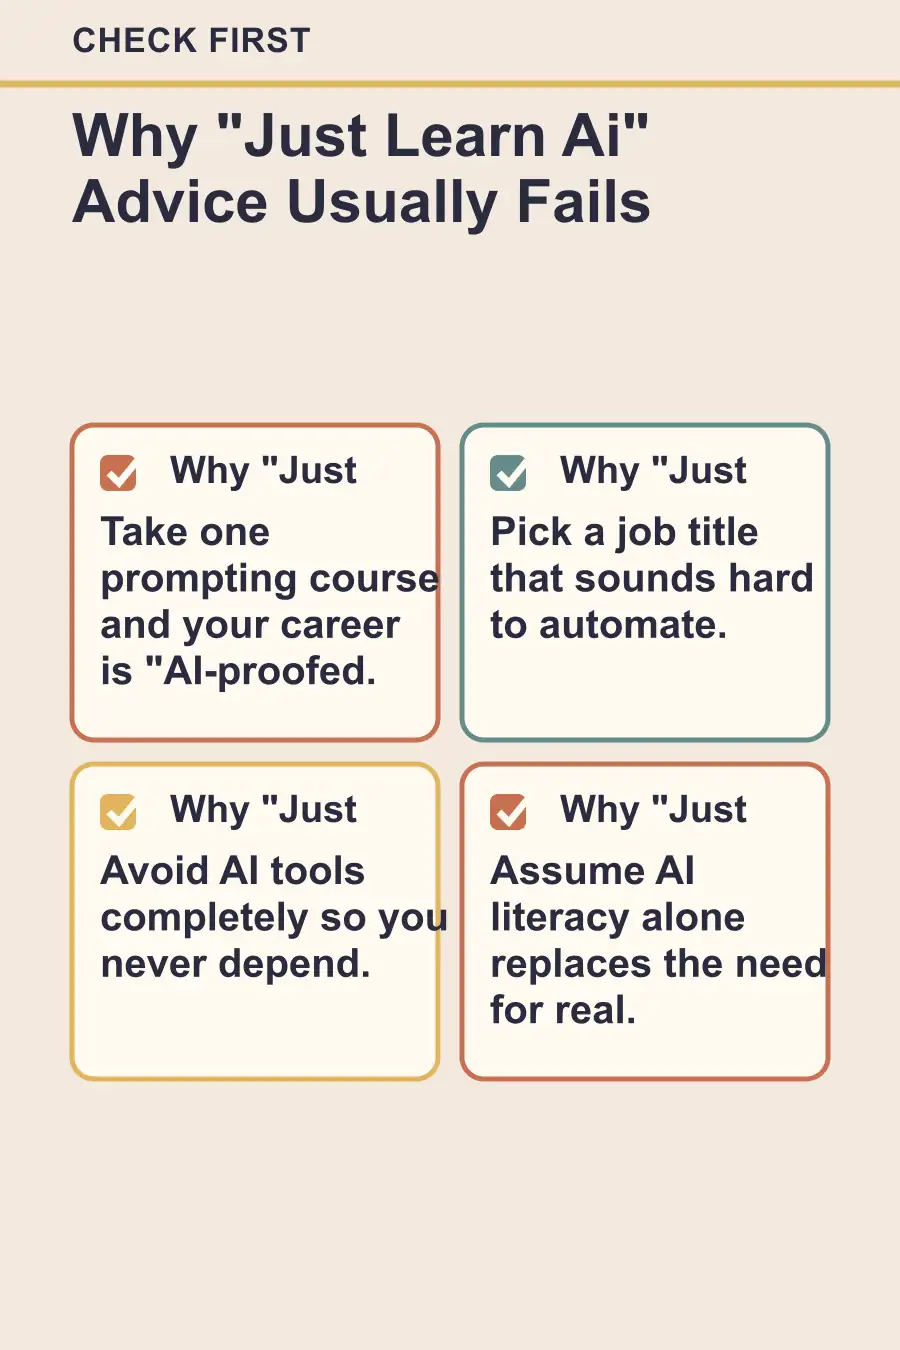 CHECK FIRST
Why "Just Learn Ai"
Advice Usually Fails
Why "Just
Take one
prompting course
and your career
is "AI-proofed.
Why "Just
Pick a job title
that sounds hard
to automate.
Why "Just
Avoid AI tools
completely so you
never depend.
Why "Just
Assume AI
literacy alone
replaces the need
for real.